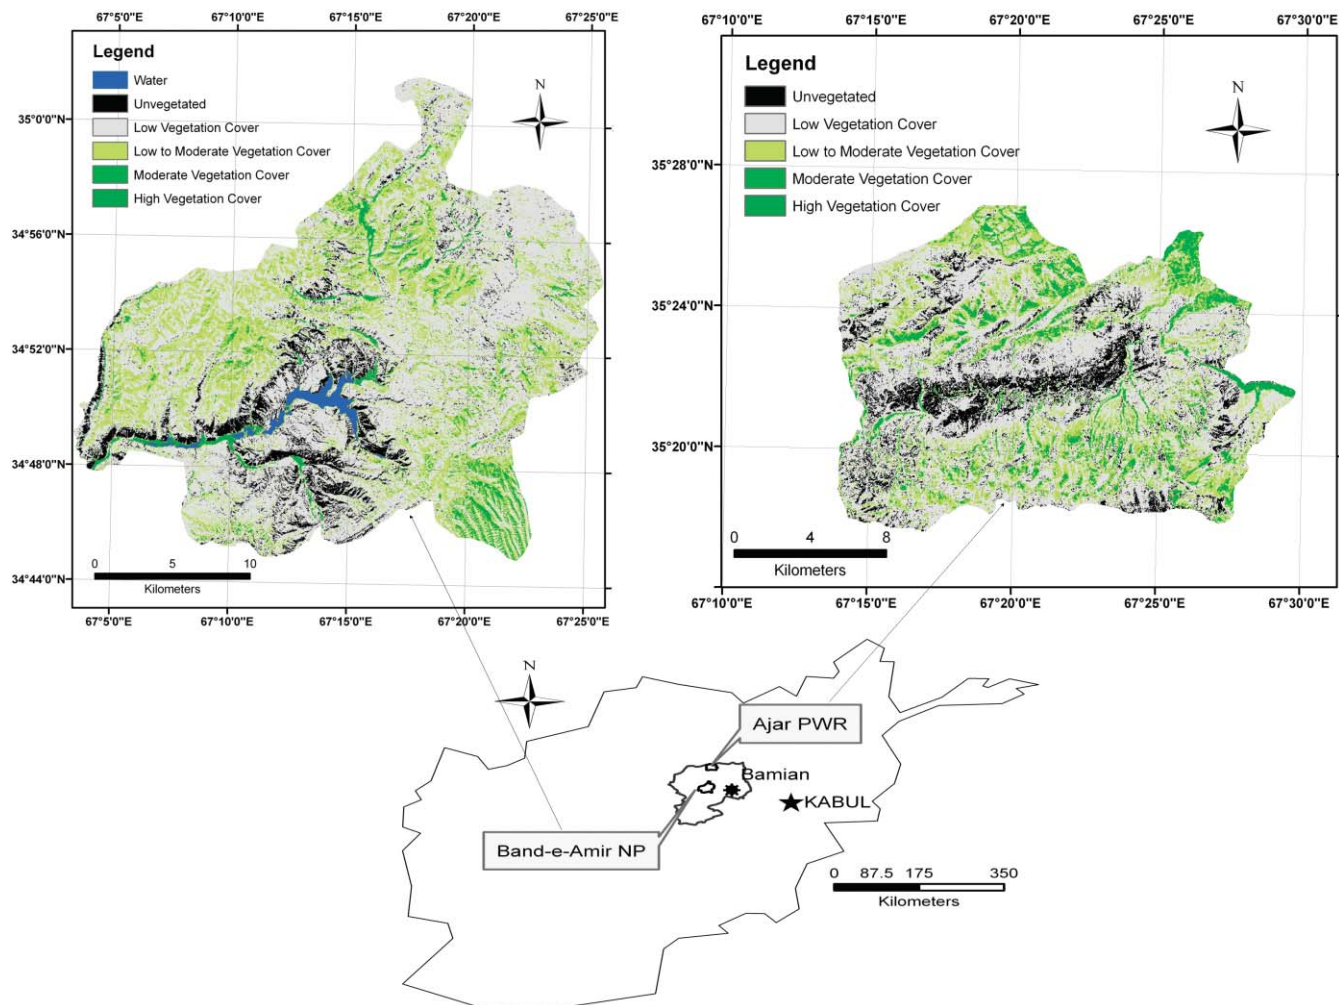 67°5'0"E 67°10'0"E 67°15'0"E 67°20'0"E 67°25'0"E
Legend
Water
Unvegetated
Low Vegetation Cover
Low to Moderate Vegetation Cover
Moderate Vegetation Cover
High Vegetation Cover
N
35°0'0"N
34°56'0"N
34°52'0"N
34°48'0"N
34°44'0"N
0 5 10
Kilometers
67°5'0"E 67°10'0"E 67°15'0"E 67°20'0"E 67°25'0"E
67°10'0"E 67°15'0"E 67°20'0"E 67°25'0"E 67°30'0"E
Legend
Unvegetated
Low Vegetation Cover
Low to Moderate Vegetation Cover
Moderate Vegetation Cover
High Vegetation Cover
N
35°28'0"N
35°24'0"N
35°20'0"N
0 4 8
Kilometers
67°10'0"E 67°15'0"E 67°20'0"E 67°25'0"E 67°30'0"E
N
Ajar PWR
Bamian
KABUL
Band-e-Amir NP
0 87.5 175 350
Kilometers